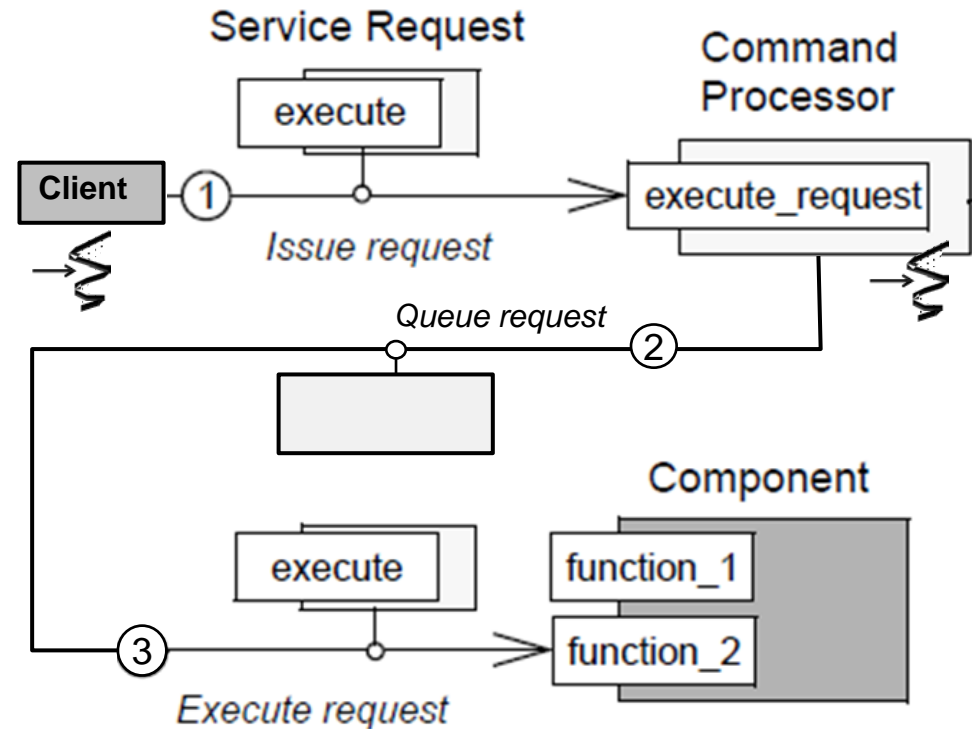 Service Request
Command
Processor
execute
Client
1
execute_request
Issue request
Queue request
2
Component
execute
function_1
3
function_2
Execute request